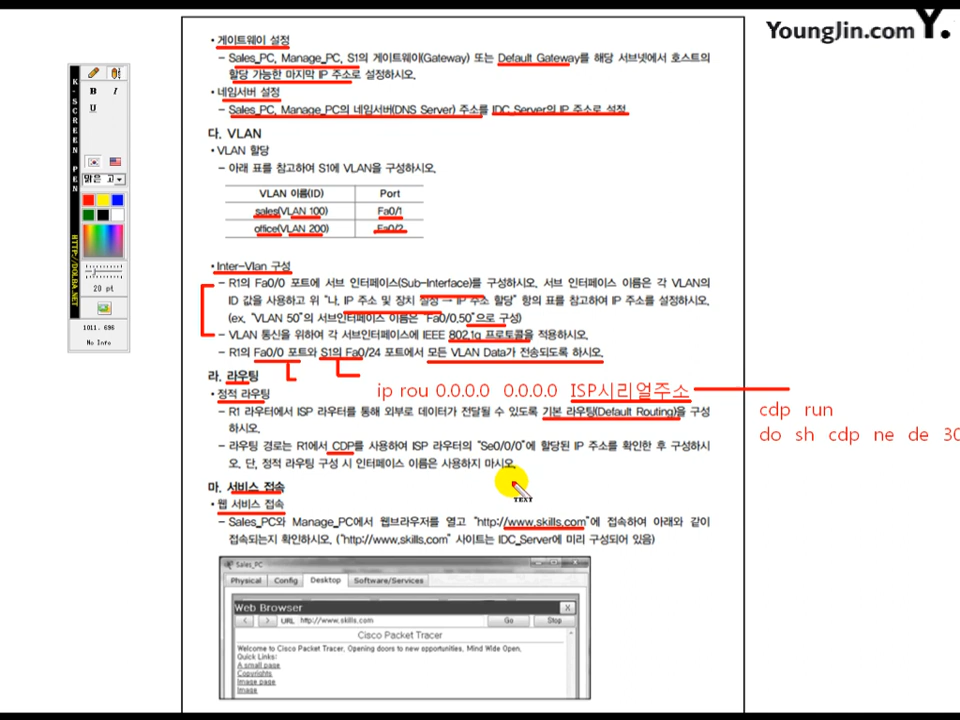 YoungJin.com Y.
• 게이트웨이 설정
– Sales_PC, Manage_PC, S1의 게이트웨이(Gateway) 또는 Default Gateway를 해당 서브넷에서 호스트의
할당 가능한 마지막 IP 주소로 설정하시오.
• 네임서버 설정
– Sales_PC, Manage_PC의 네임서버(DNS Server) 주소를 IDC_Server의 IP 주소로 설정
다. VLAN
• VLAN 할당
– 아래 표를 참고하여 S1에 VLAN을 구성하시오.
VLAN 이름(ID) Port
sales(VLAN 100) Fa0/1
office(VLAN 200) Fa0/2
• Inter-Vlan 구성
– R1의 Fa0/0 포트에 서브 인터페이스(Sub-Interface)를 구성하시오. 서브 인터페이스 이름은 각 VLAN의
ID 값을 사용하고 위 "나. IP 주소 및 장치 설정 → IP 주소 할당" 항의 표를 참고하여 IP 주소를 설정하시오.
(ex. "VLAN 50"의 서브인터페이스 이름은 "Fa0/0.50"으로 구성)
– VLAN 통신을 위하여 각 서브인터페이스에 IEEE 802.1q 프로토콜을 적용하시오.
– R1의 Fa0/0 포트와 S1의 Fa0/24 포트에서 모든 VLAN Data가 전송되도록 하시오.
라. 라우팅
ip rou 0.0.0.0 0.0.0.0 ISP시리얼주소
• 정적 라우팅
cdp run
– R1 라우터에서 ISP 라우터를 통해 외부로 데이터가 전달될 수 있도록 기본 라우팅(Default Routing)을 구성
하시오.
do sh cdp ne de 30
– 라우팅 경로는 R1에서 CDP를 사용하여 ISP 라우터의 "Se0/0/0"에 할당된 IP 주소를 확인한 후 구성하시
오. 단, 정적 라우팅 구성 시 인터페이스 이름은 사용하지 마시오.
마. 서비스 접속
• 웹 서비스 접속
– Sales_PC와 Manage_PC에서 웹브라우저를 열고 "http://www.skills.com"에 접속하여 아래와 같이
접속되는지 확인하시오. ("http://www.skills.com" 사이트는 IDC_Server에 미리 구성되어 있음)
Sales_PC
Physical Config Desktop Software/Services
Web Browser X
< > URL http://www.skills.com Go Stop
Cisco Packet Tracer
Welcome to Cisco Packet Tracer. Opening doors to new opportunities. Mind Wide Open.
Quick Links:
A small page
Copyrights
Image page
Image
K-SCREEN PEN
HTTP://DOLBA.NET
B I
U
맑은 고
20 pt
1011, 696
No Info
TEXT